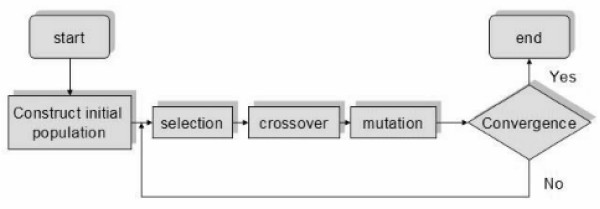 start
end
Yes
Construct initial
population
selection
crossover
mutation
Convergence
No